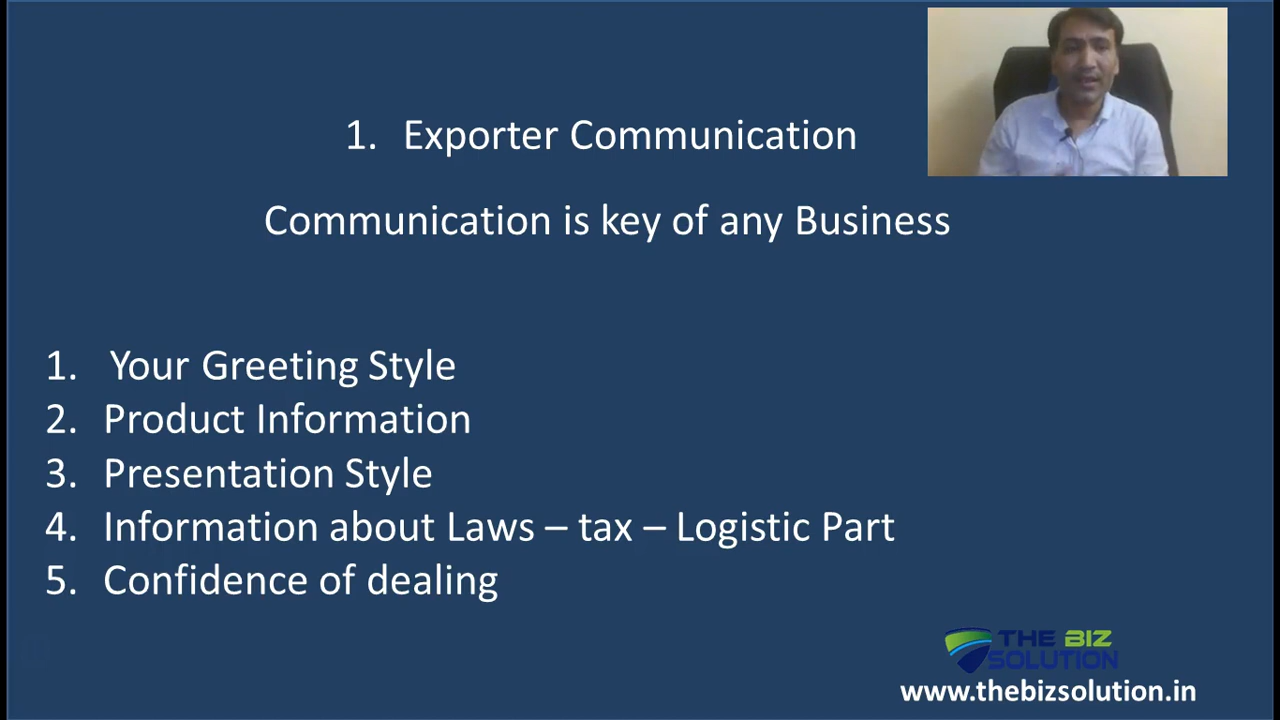 1. Exporter Communication
Communication is key of any Business
1. Your Greeting Style
2. Product Information
3. Presentation Style
4. Information about Laws – tax – Logistic Part
5. Confidence of dealing
THE BIZ
SOLUTION
www.thebizsolution.in